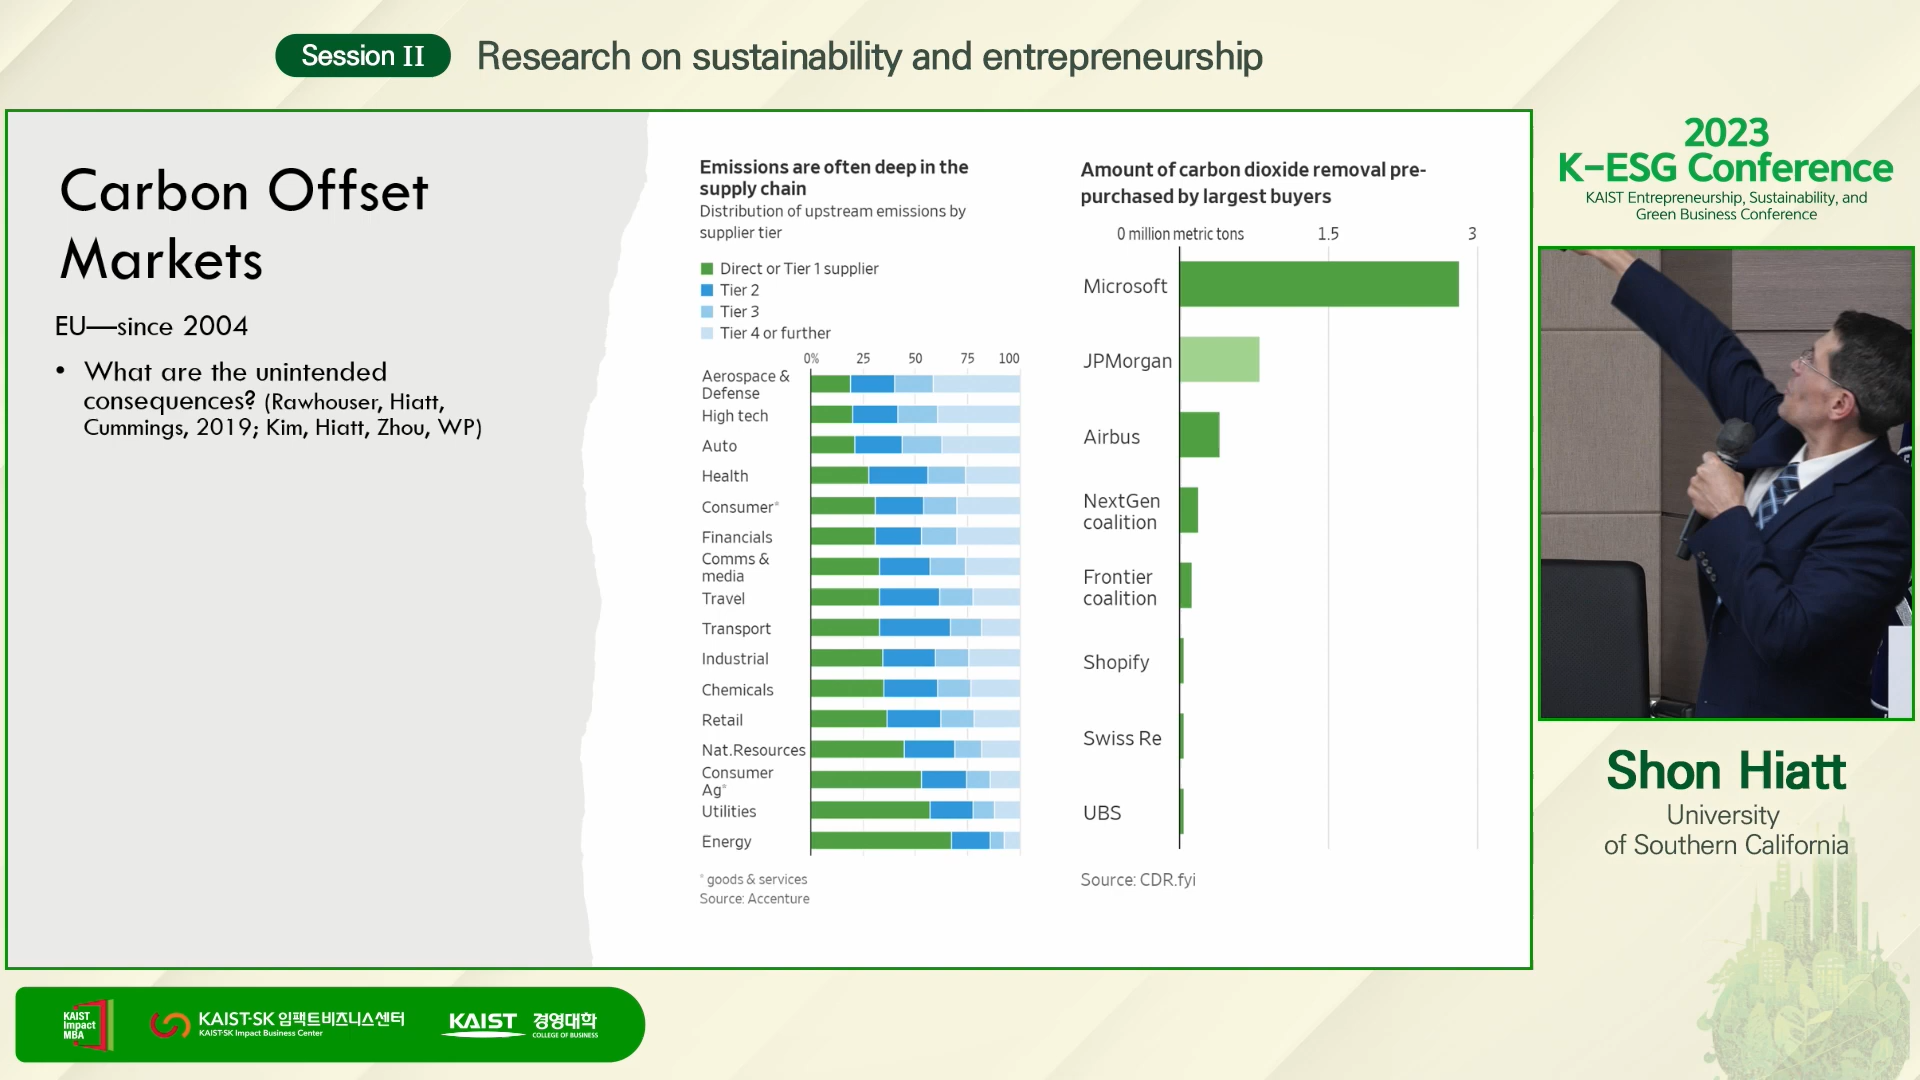 Session II
Research on sustainability and entrepreneurship
Carbon Offset
Markets
EU—since 2004
• What are the unintended
consequences? (Rawhouser, Hiatt,
Cummings, 2019; Kim, Hiatt, Zhou, WP)
Emissions are often deep in the
supply chain
Distribution of upstream emissions by
supplier tier
Direct or Tier 1 supplier
Tier 2
Tier 3
Tier 4 or further
0% 25 50 75 100
Aerospace &
Defense
High tech
Auto
Health
Consumer*
Financials
Comms &
media
Travel
Transport
Industrial
Chemicals
Retail
Nat.Resources
Consumer
Ag*
Utilities
Energy
* goods & services
Source: Accenture
Amount of carbon dioxide removal pre-
purchased by largest buyers
0 million metric tons 1.5 3
Microsoft
JPMorgan
Airbus
NextGen
coalition
Frontier
coalition
Shopify
Swiss Re
UBS
Source: CDR.fyi
2023
K-ESG Conference
KAIST Entrepreneurship, Sustainability, and
Green Business Conference
Shon Hiatt
University
of Southern California
KAIST
Impact
MBA
KAIST-SK 임팩트비즈니스센터
KAIST-SK Impact Business Center
KAIST 경영대학
COLLEGE OF BUSINESS